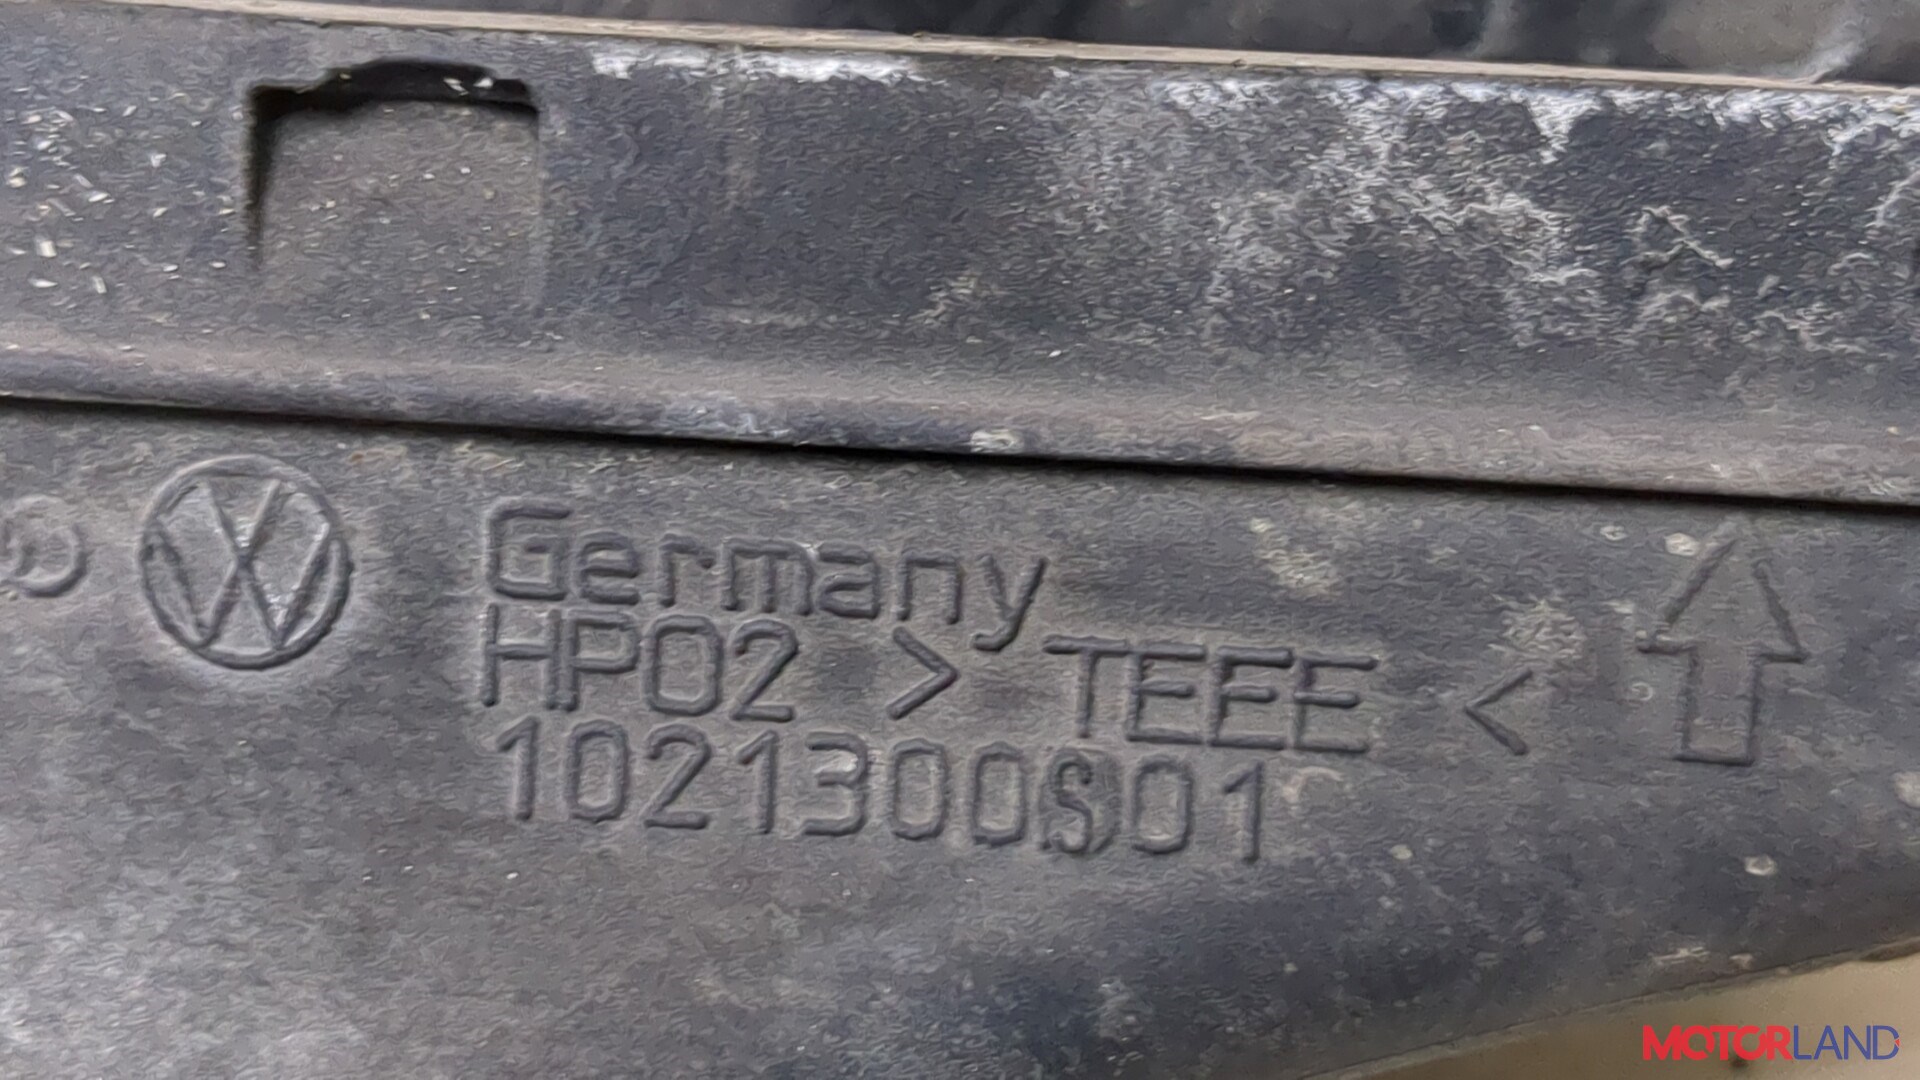 Germany
HP02 > TEEE <
1021300S01
MOTORLAND